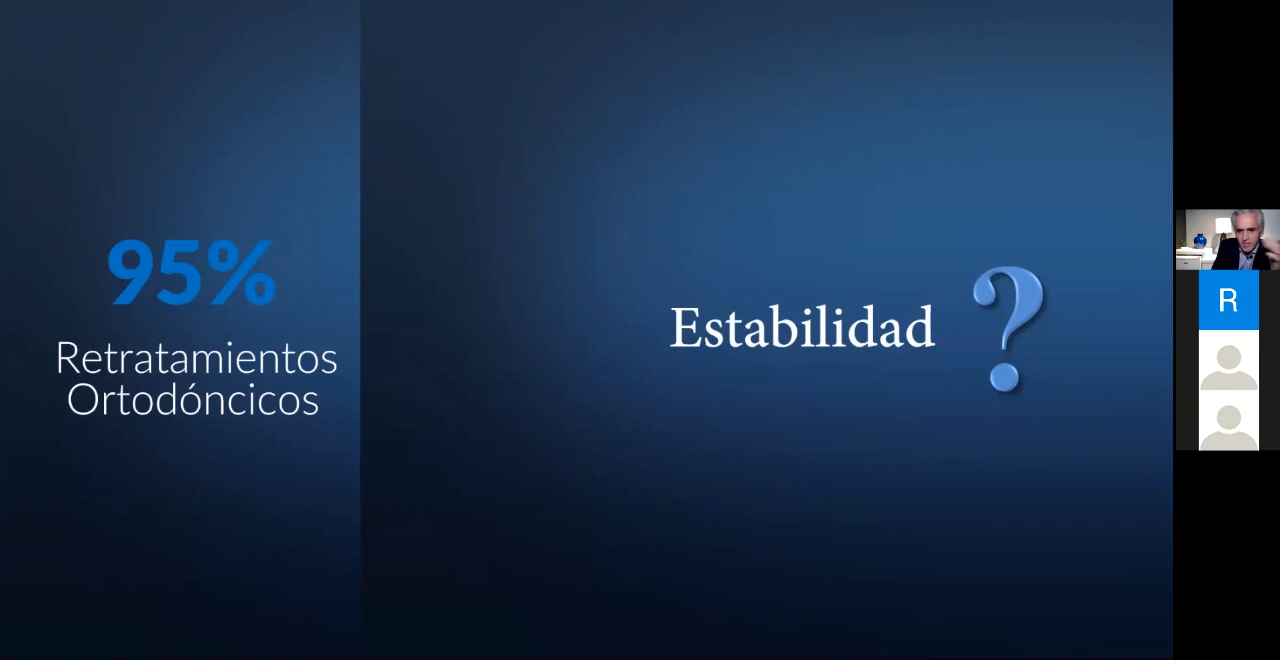 95%
Retratamientos
Ortodóncicos
Estabilidad ?
R